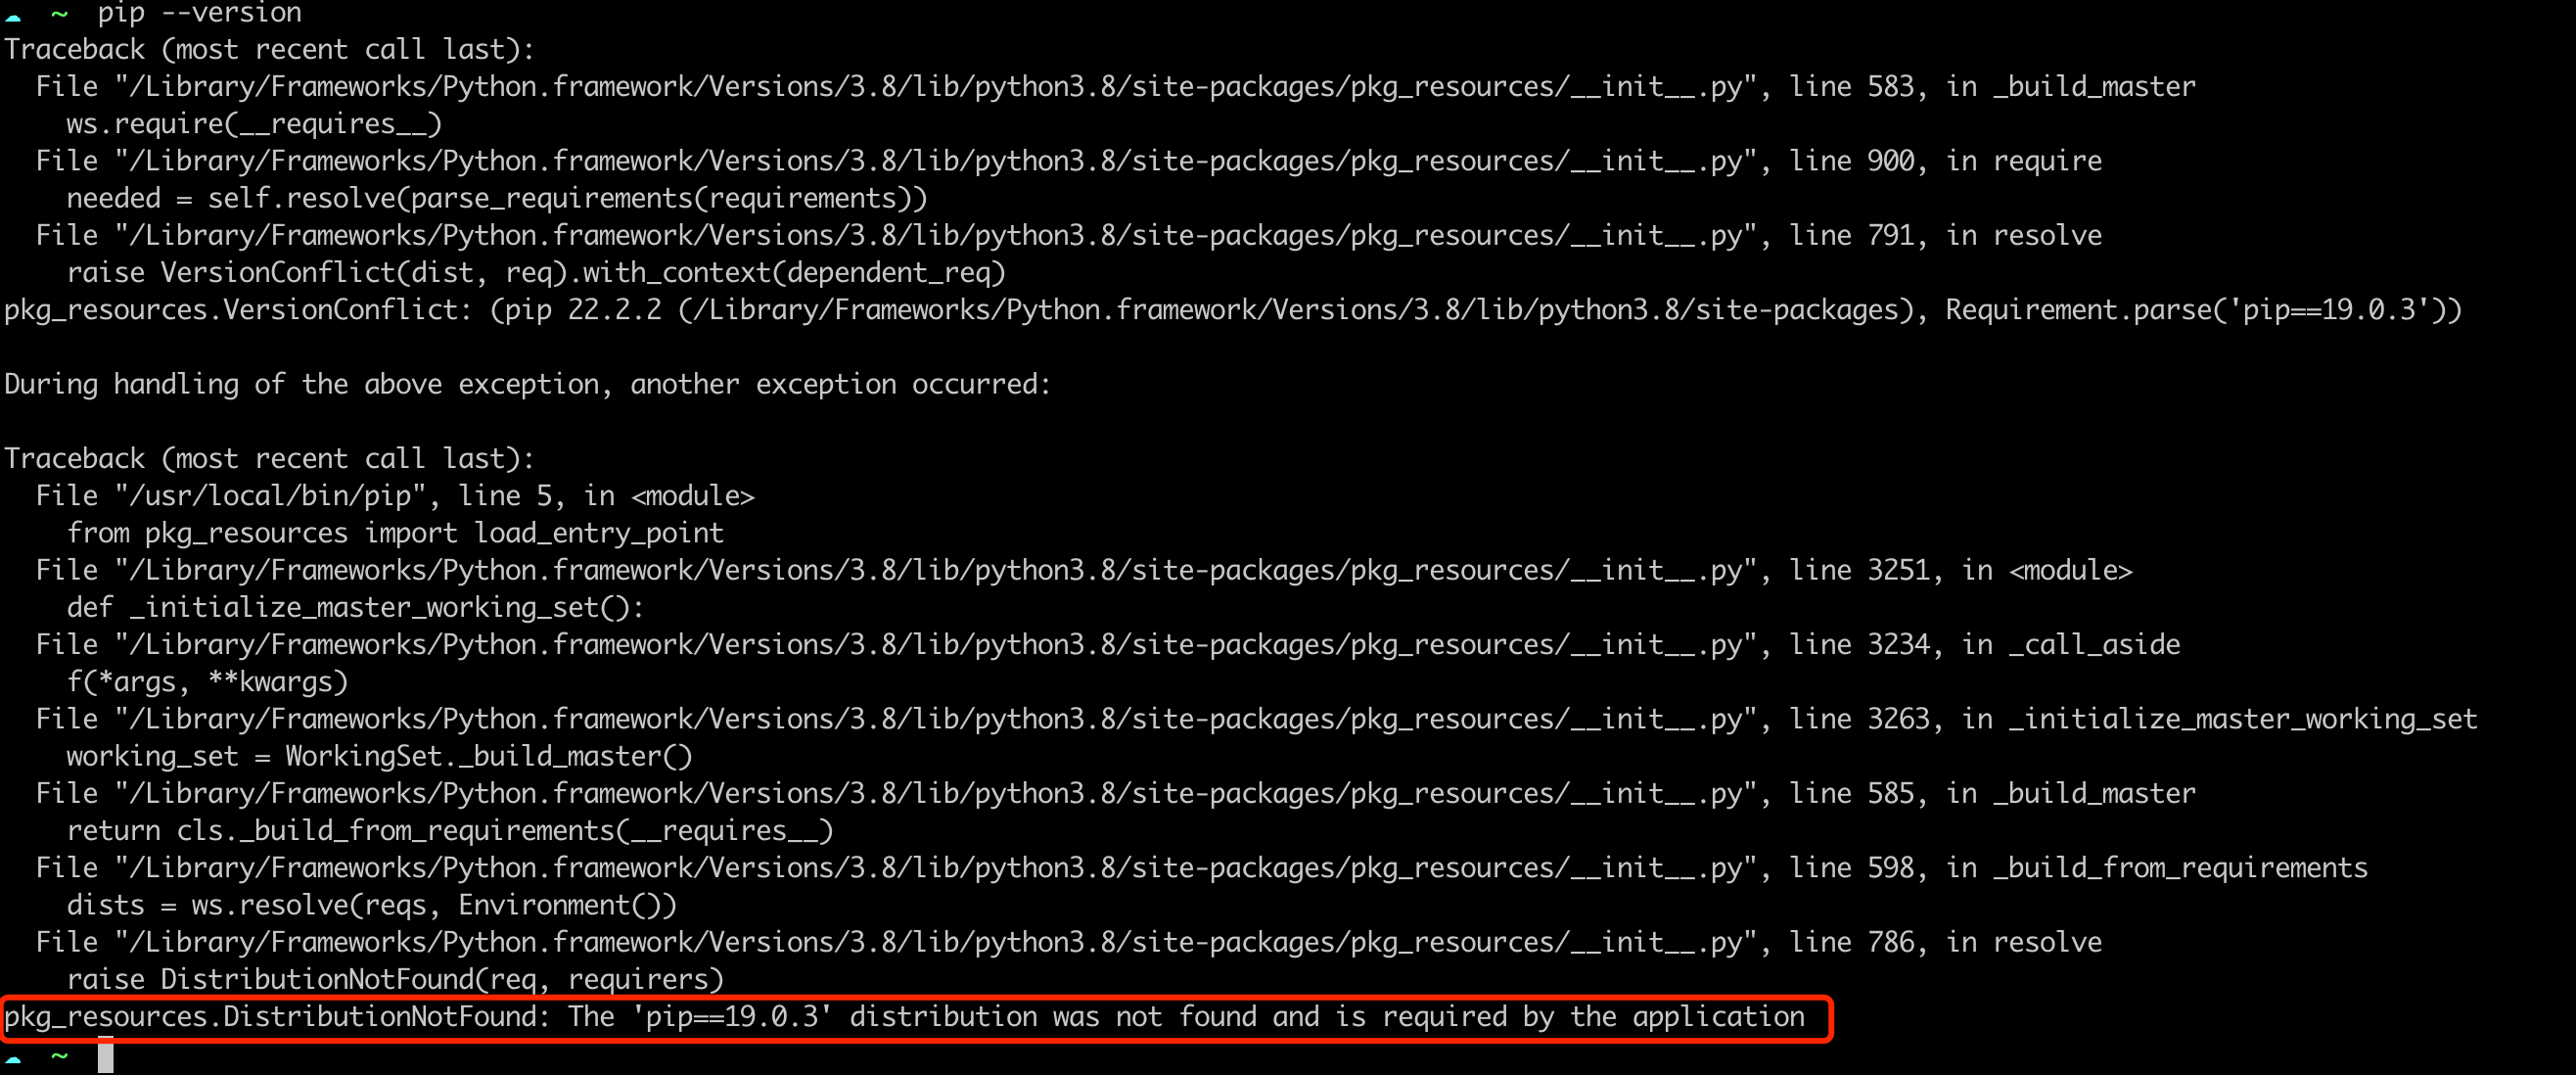 ~ pip --version
Traceback (most recent call last):
  File "/Library/Frameworks/Python.framework/Versions/3.8/lib/python3.8/site-packages/pkg_resources/__init__.py", line 583, in _build_master
    ws.require(__requires__)
  File "/Library/Frameworks/Python.framework/Versions/3.8/lib/python3.8/site-packages/pkg_resources/__init__.py", line 900, in require
    needed = self.resolve(parse_requirements(requirements))
  File "/Library/Frameworks/Python.framework/Versions/3.8/lib/python3.8/site-packages/pkg_resources/__init__.py", line 791, in resolve
    raise VersionConflict(dist, req).with_context(dependent_req)
pkg_resources.VersionConflict: (pip 22.2.2 (/Library/Frameworks/Python.framework/Versions/3.8/lib/python3.8/site-packages), Requirement.parse('pip==19.0.3'))

During handling of the above exception, another exception occurred:

Traceback (most recent call last):
  File "/usr/local/bin/pip", line 5, in <module>
    from pkg_resources import load_entry_point
  File "/Library/Frameworks/Python.framework/Versions/3.8/lib/python3.8/site-packages/pkg_resources/__init__.py", line 3251, in <module>
    def _initialize_master_working_set():
  File "/Library/Frameworks/Python.framework/Versions/3.8/lib/python3.8/site-packages/pkg_resources/__init__.py", line 3234, in _call_aside
    f(*args, **kwargs)
  File "/Library/Frameworks/Python.framework/Versions/3.8/lib/python3.8/site-packages/pkg_resources/__init__.py", line 3263, in _initialize_master_working_set
    working_set = WorkingSet._build_master()
  File "/Library/Frameworks/Python.framework/Versions/3.8/lib/python3.8/site-packages/pkg_resources/__init__.py", line 585, in _build_master
    return cls._build_from_requirements(__requires__)
  File "/Library/Frameworks/Python.framework/Versions/3.8/lib/python3.8/site-packages/pkg_resources/__init__.py", line 598, in _build_from_requirements
    dists = ws.resolve(reqs, Environment())
  File "/Library/Frameworks/Python.framework/Versions/3.8/lib/python3.8/site-packages/pkg_resources/__init__.py", line 786, in resolve
    raise DistributionNotFound(req, requirers)
pkg_resources.DistributionNotFound: The 'pip==19.0.3' distribution was not found and is required by the application
~